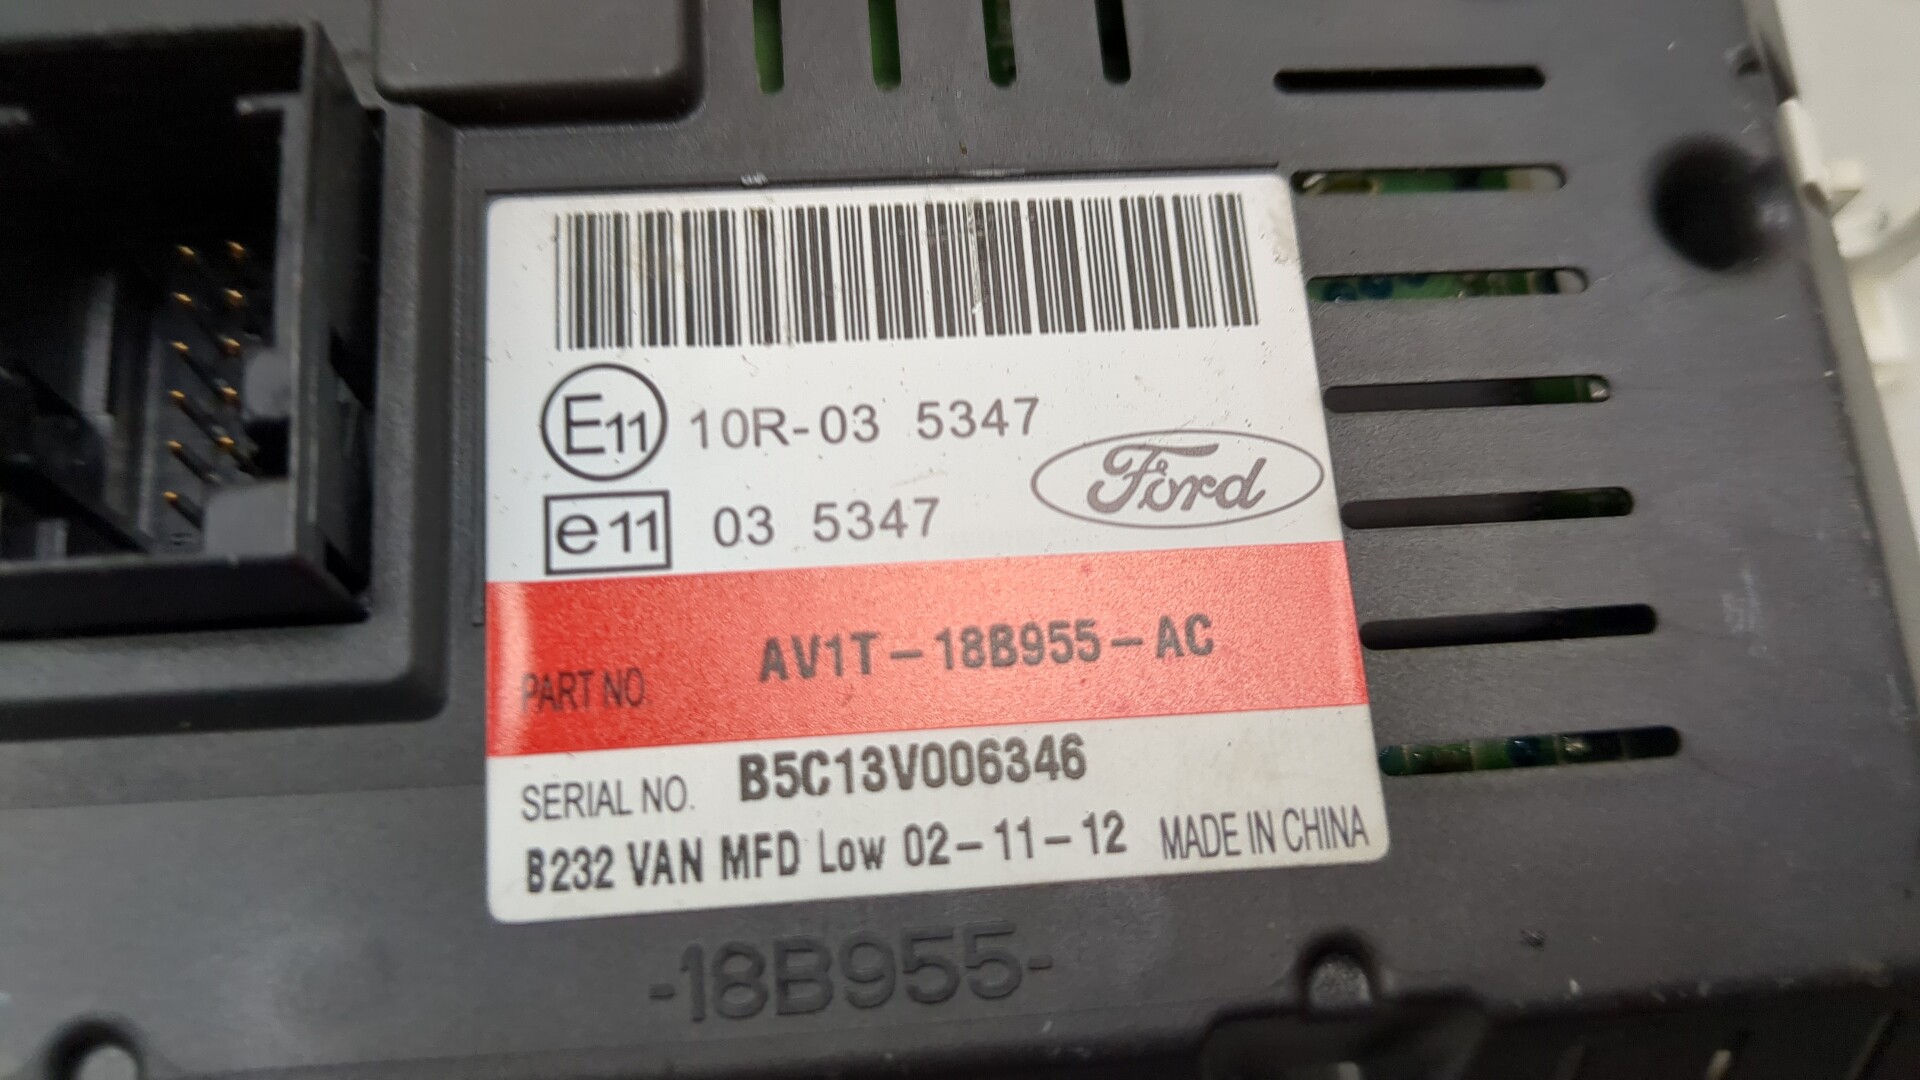 E11 10R-03 5347
Ford
e11 03 5347
PART NO. AV1T-18B955-AC
SERIAL NO. B5C13V006346
B232 VAN MFD Low 02-11-12 MADE IN CHINA
-18B955-